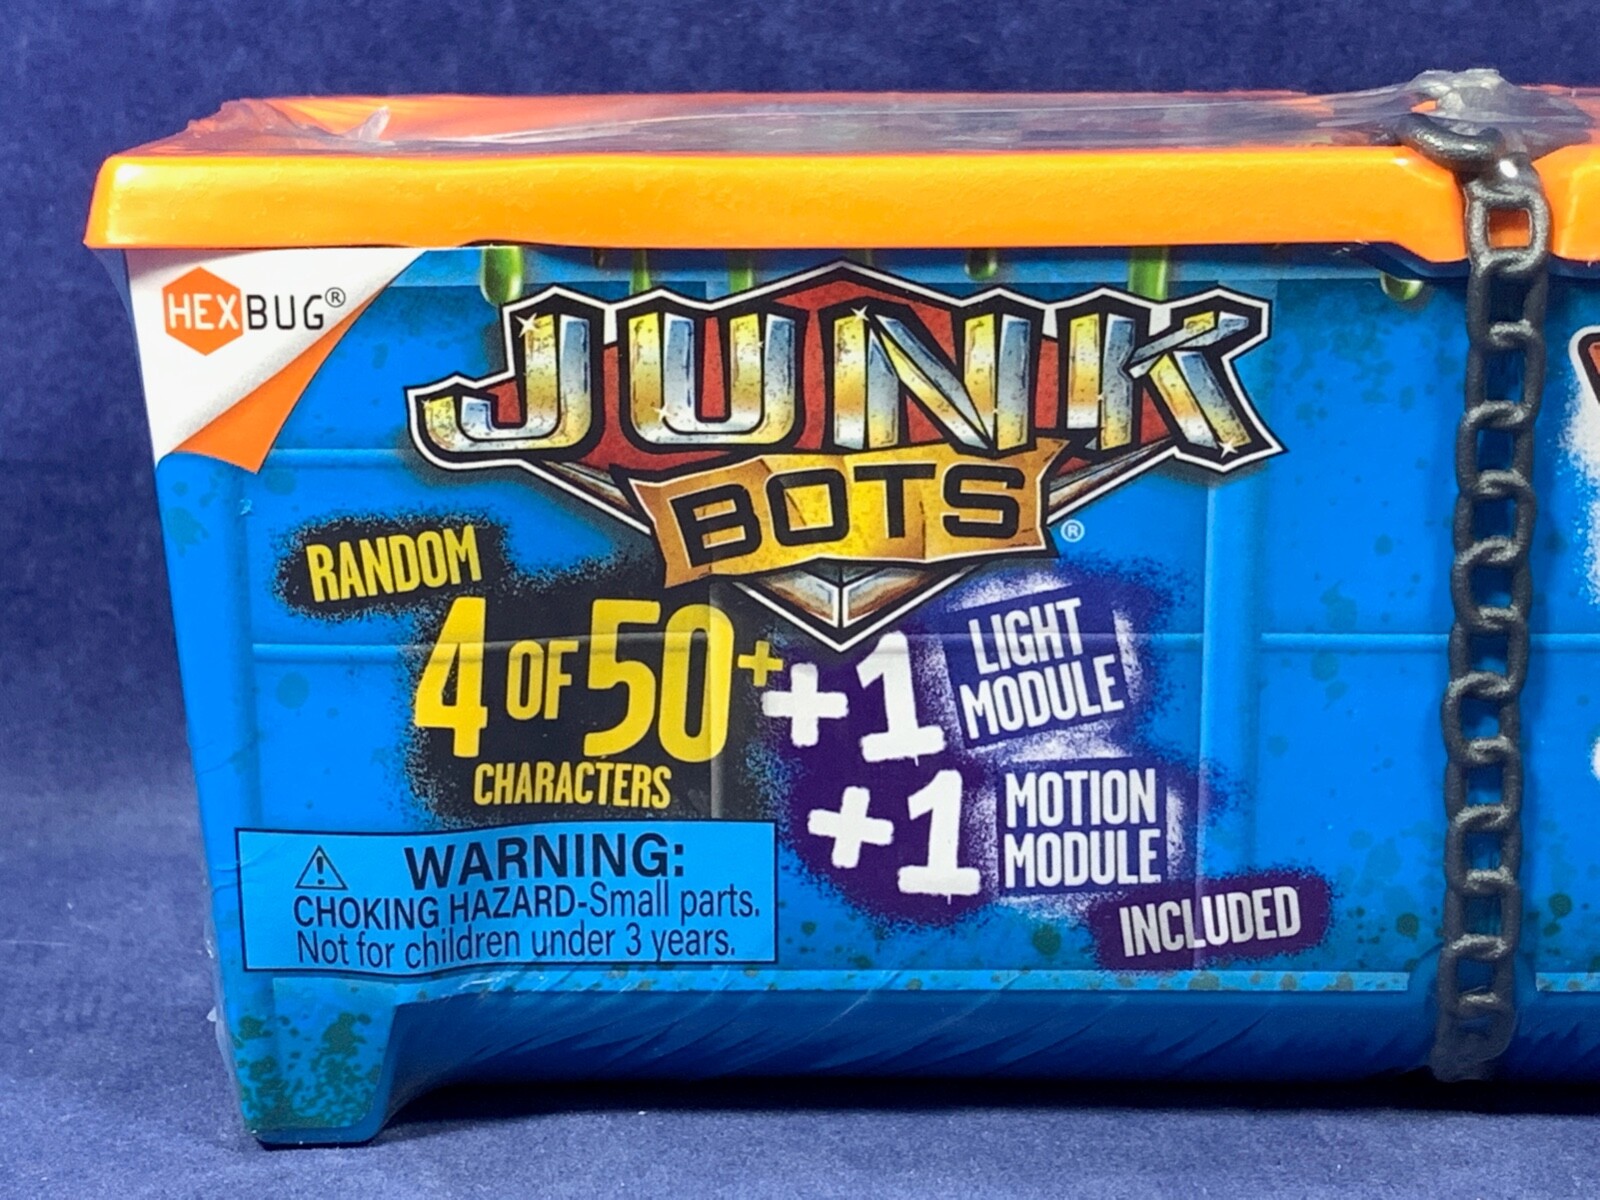 HEXBUG®
JUNK
BOTS®
RANDOM
4 OF 50+
CHARACTERS
+1 LIGHT
MODULE
+1 MOTION
MODULE
INCLUDED
⚠ WARNING:
CHOKING HAZARD-Small parts.
Not for children under 3 years.